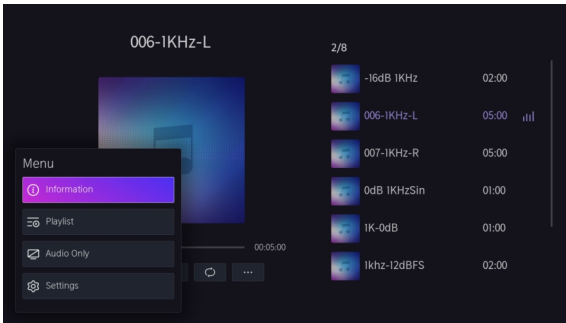 006-1KHz-L
2/8
-16dB 1KHz 02:00
006-1KHz-L 05:00
007-1KHz-R 05:00
0dB 1KHzSin 01:00
1K-0dB 01:00
1khz-12dBFS 02:00
00:05:00
Menu
Information
Playlist
Audio Only
Settings